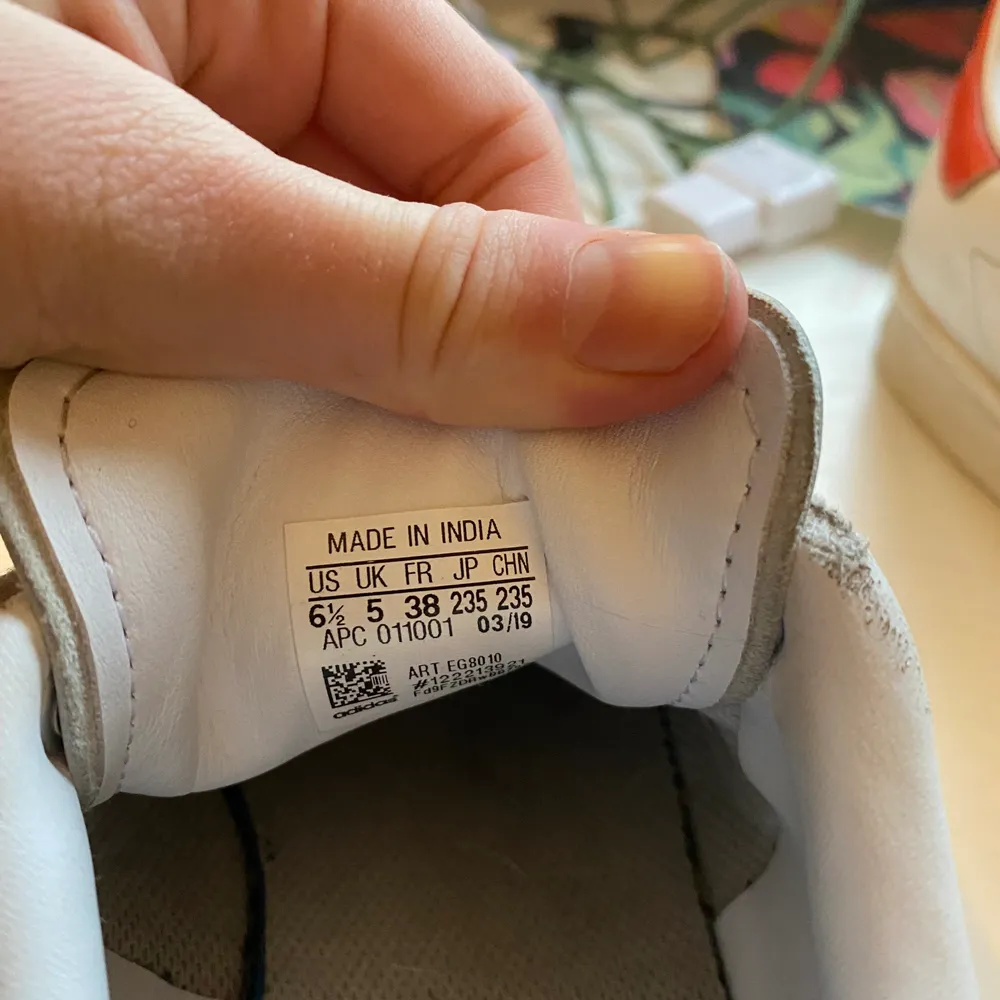 MADE IN INDIA
US UK FR JP CHN
6½ 5 38 235 235
APC 011001 03/19
ART EG8010
adidas